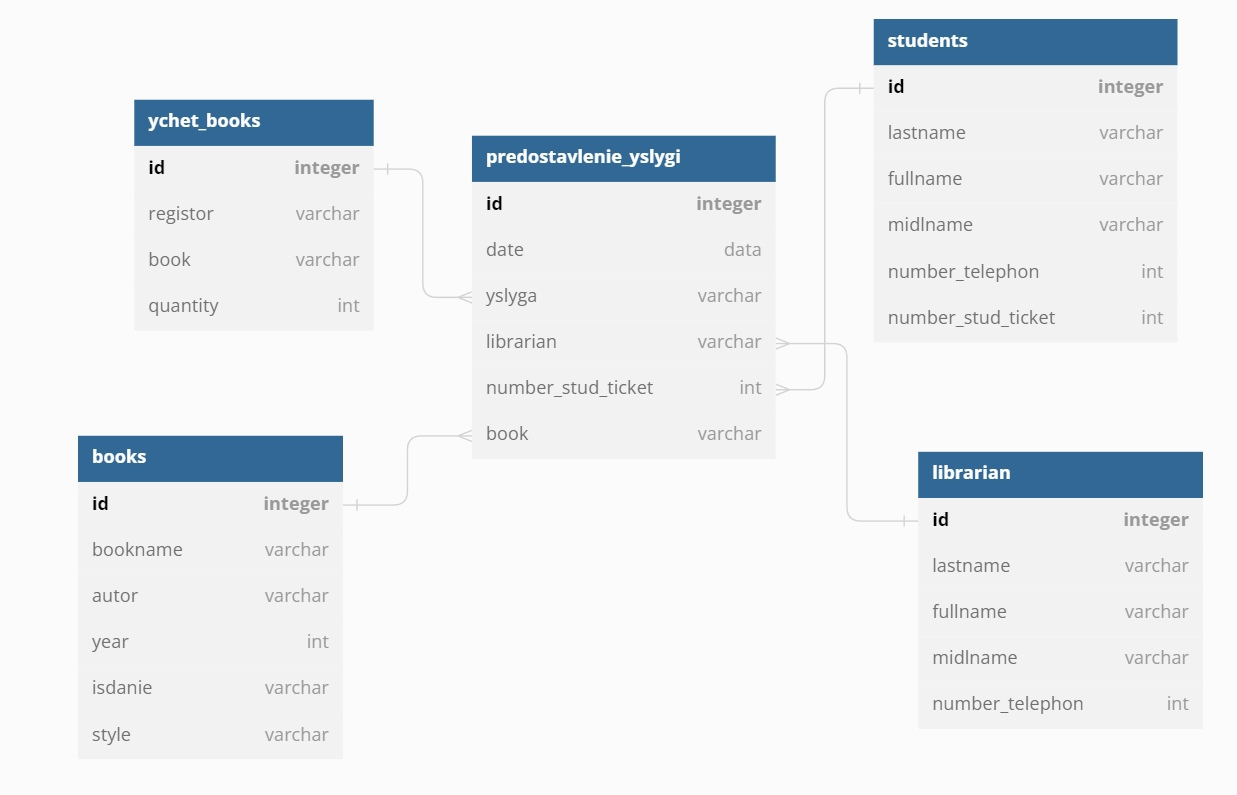 ychet_books
id integer
registor varchar
book varchar
quantity int
predostavlenie_yslygi
id integer
date data
yslyga varchar
librarian varchar
number_stud_ticket int
book varchar
students
id integer
lastname varchar
fullname varchar
midlname varchar
number_telephon int
number_stud_ticket int
books
id integer
bookname varchar
autor varchar
year int
isdanie varchar
style varchar
librarian
id integer
lastname varchar
fullname varchar
midlname varchar
number_telephon int